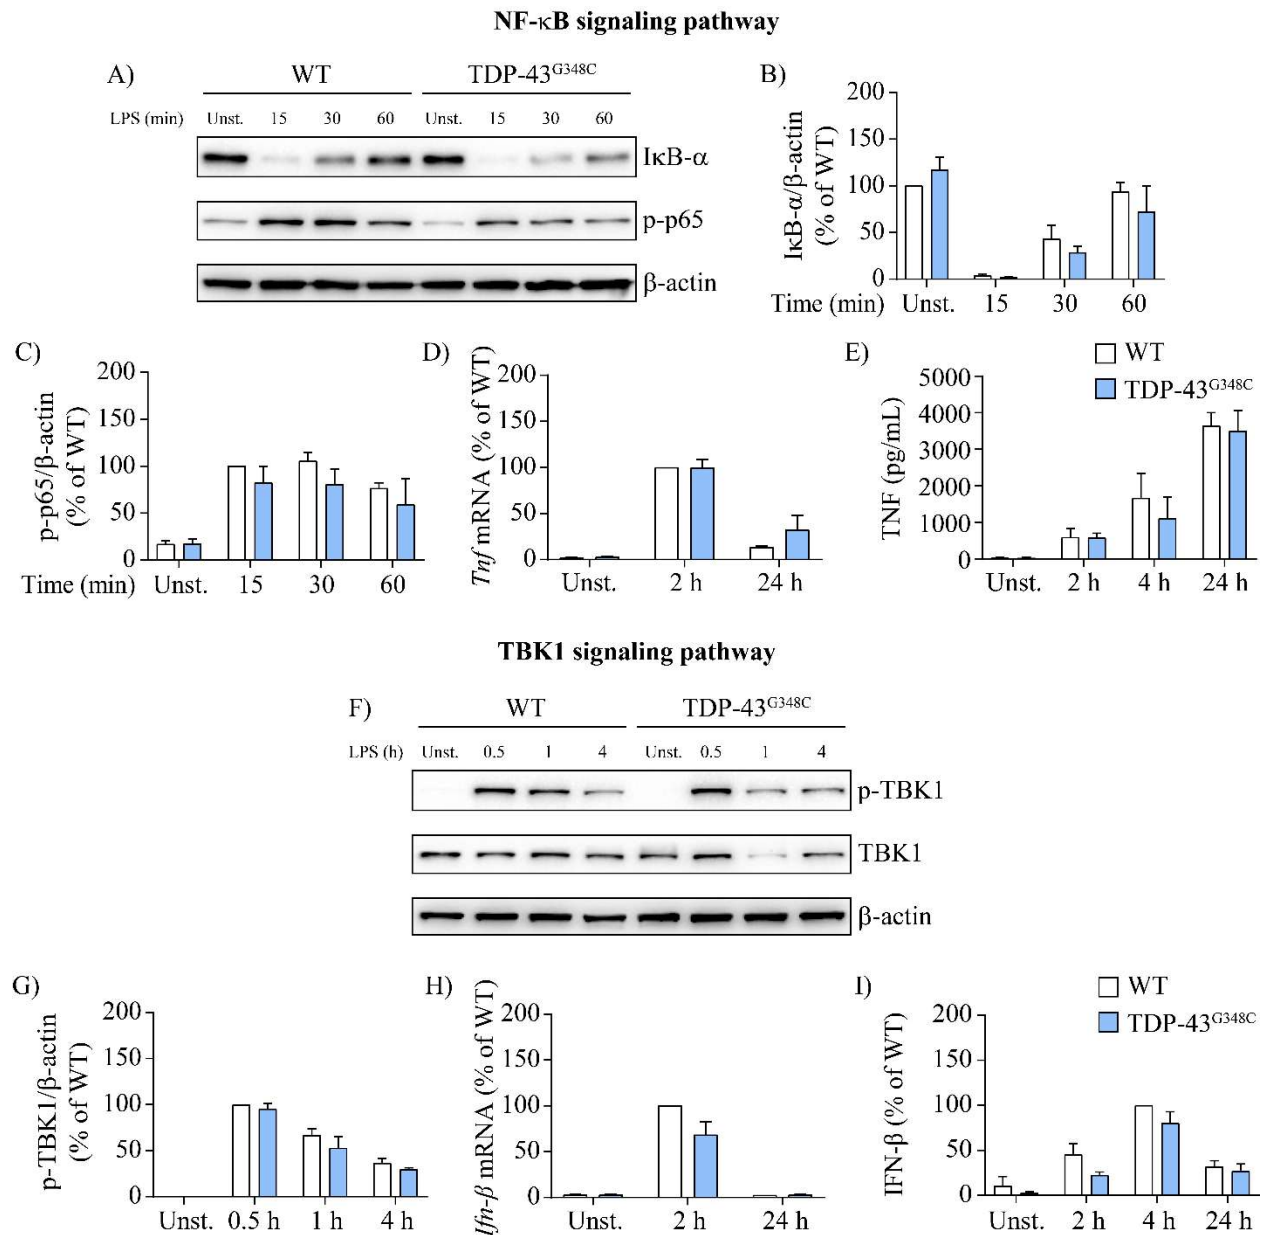 NF-κB signaling pathway
A)
WT
TDP-43G348C
LPS (min) Unst. 15 30 60 Unst. 15 30 60
IκB-α
p-p65
β-actin
B)
IκB-α/β-actin
(% of WT)
200
150
100
50
0
Time (min) Unst. 15 30 60
C)
p-p65/β-actin
(% of WT)
200
150
100
50
0
Time (min) Unst. 15 30 60
D)
Tnf mRNA (% of WT)
200
150
100
50
0
Unst. 2 h 24 h
E)
WT
TDP-43G348C
TNF (pg/mL)
5000
4000
3000
2000
1000
0
Unst. 2 h 4 h 24 h
TBK1 signaling pathway
F)
WT
TDP-43G348C
LPS (h) Unst. 0.5 1 4 Unst. 0.5 1 4
p-TBK1
TBK1
β-actin
G)
p-TBK1/β-actin
(% of WT)
200
150
100
50
0
Unst. 0.5 h 1 h 4 h
H)
Ifn-β mRNA (% of WT)
200
150
100
50
0
Unst. 2 h 24 h
I)
WT
TDP-43G348C
IFN-β (% of WT)
200
150
100
50
0
Unst. 2 h 4 h 24 h